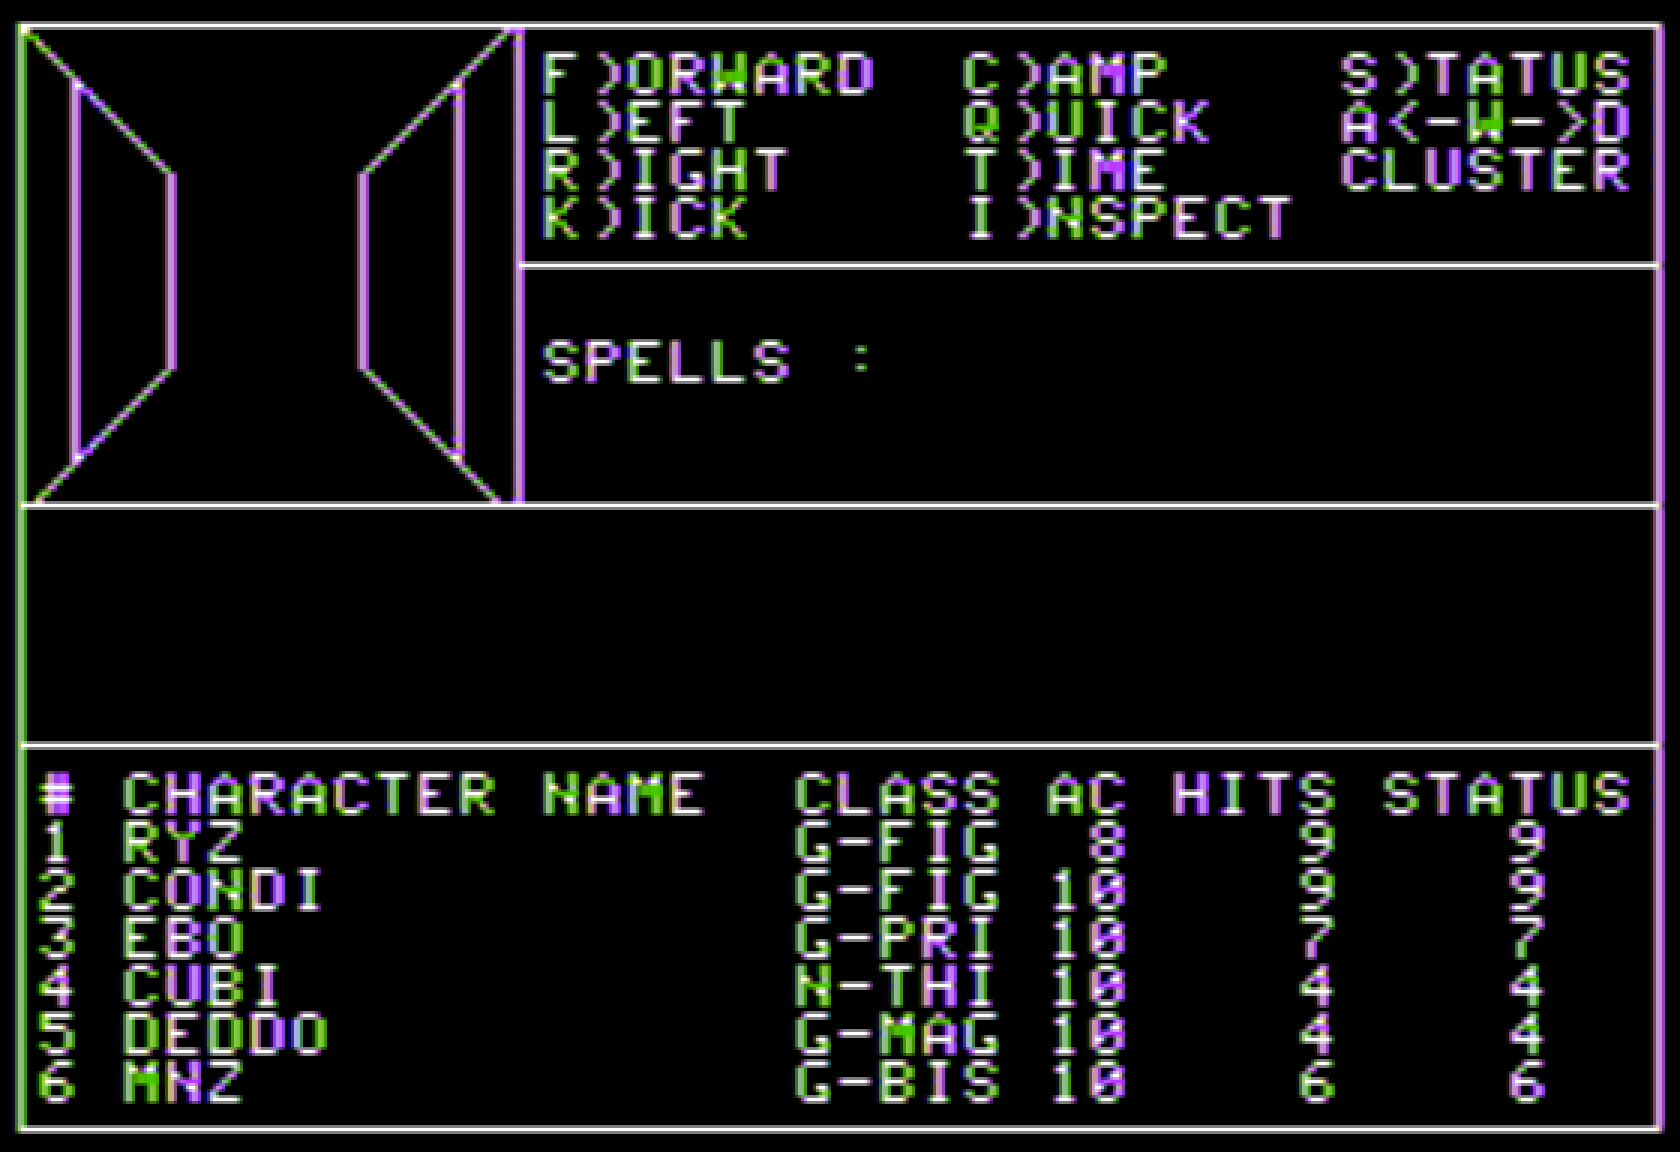 F)ORWARD C)AMP S)TATUS
L)EFT Q)UICK A<-W->D
R)IGHT T)IME CLUSTER
K)ICK I)NSPECT
SPELLS :
# CHARACTER NAME CLASS AC HITS STATUS
1 RYZ G-FIG 8 9 9
2 CONDI G-FIG 10 9 9
3 EBO G-PRI 10 7 7
4 CUBI N-THI 10 4 4
5 DEDDO G-MAG 10 4 4
6 MNZ G-BIS 10 6 6